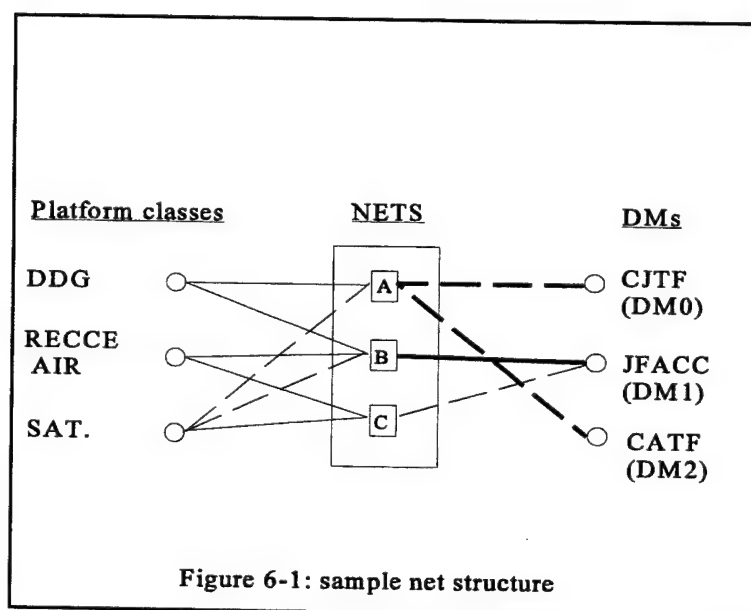 Platform classes NETS DMs
DDG A CJTF
(DM0)
RECCE
AIR B JFACC
(DM1)
SAT. C CATF
(DM2)
Figure 6-1: sample net structure